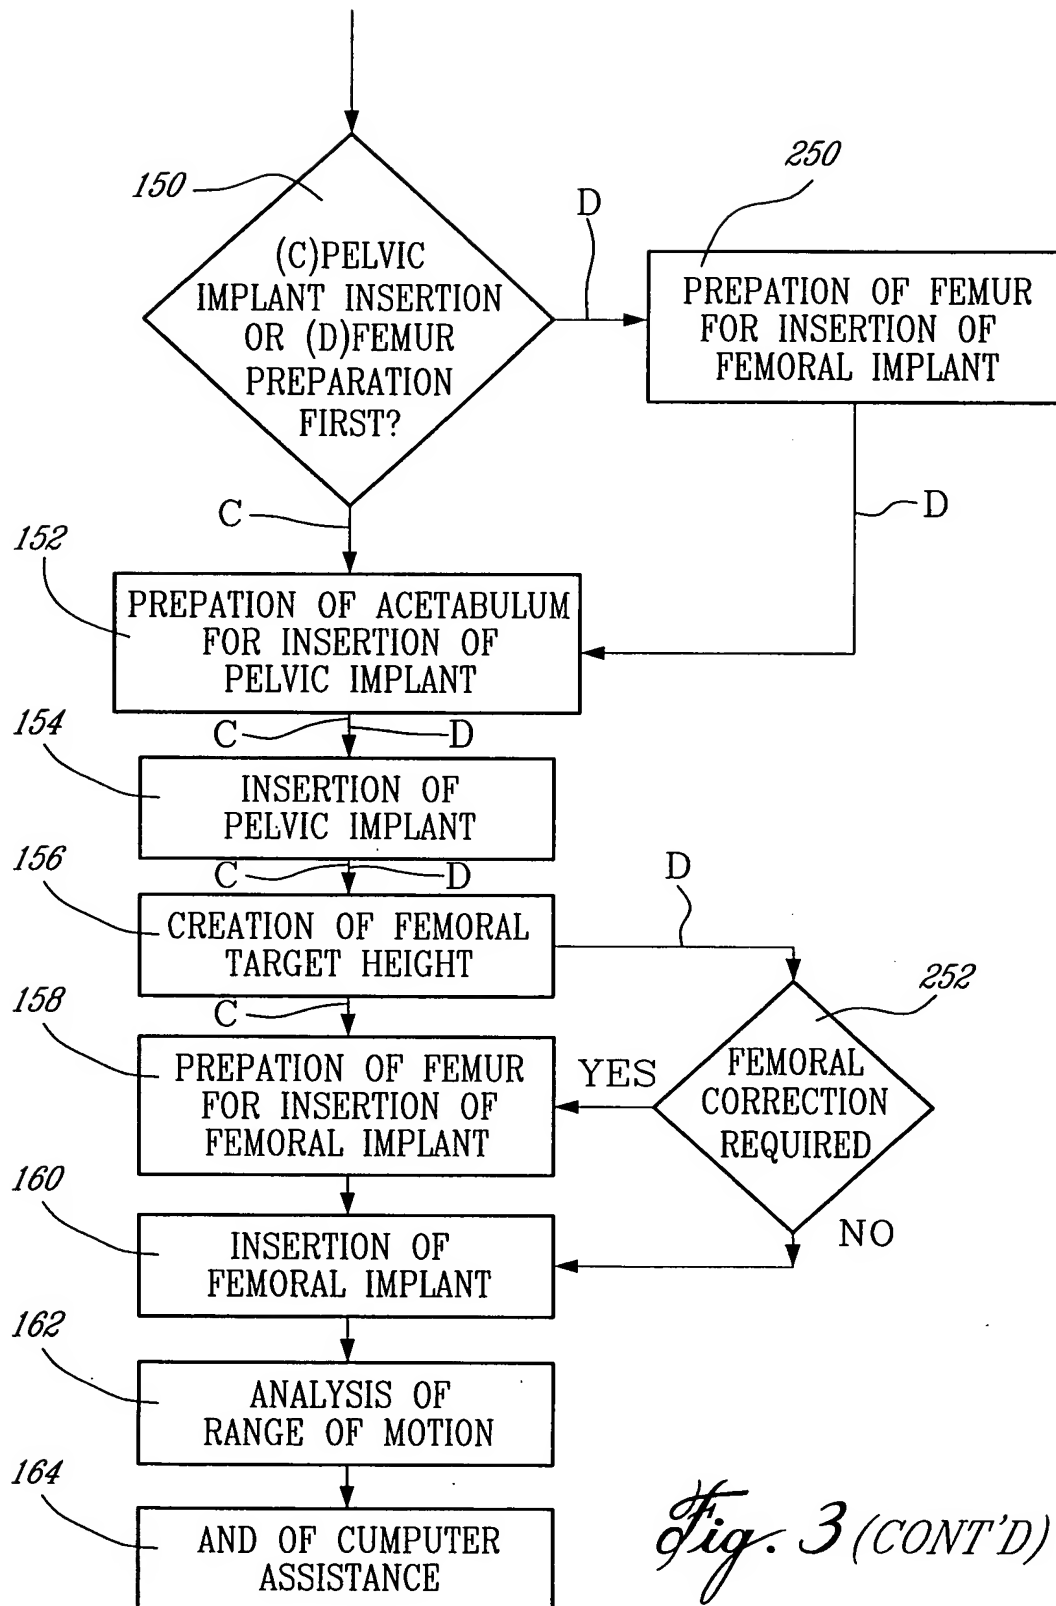 150
(C)PELVIC
IMPLANT INSERTION
OR (D)FEMUR
PREPARATION
FIRST?
D
250
PREPATION OF FEMUR
FOR INSERTION OF
FEMORAL IMPLANT
C
D
152
PREPATION OF ACETABULUM
FOR INSERTION OF
PELVIC IMPLANT
C D
154
INSERTION OF
PELVIC IMPLANT
C D
156
CREATION OF FEMORAL
TARGET HEIGHT
D
252
FEMORAL
CORRECTION
REQUIRED
C
158
PREPATION OF FEMUR
FOR INSERTION OF
FEMORAL IMPLANT
YES
NO
160
INSERTION OF
FEMORAL IMPLANT
162
ANALYSIS OF
RANGE OF MOTION
164
AND OF CUMPUTER
ASSISTANCE
Fig. 3 (CONT'D)